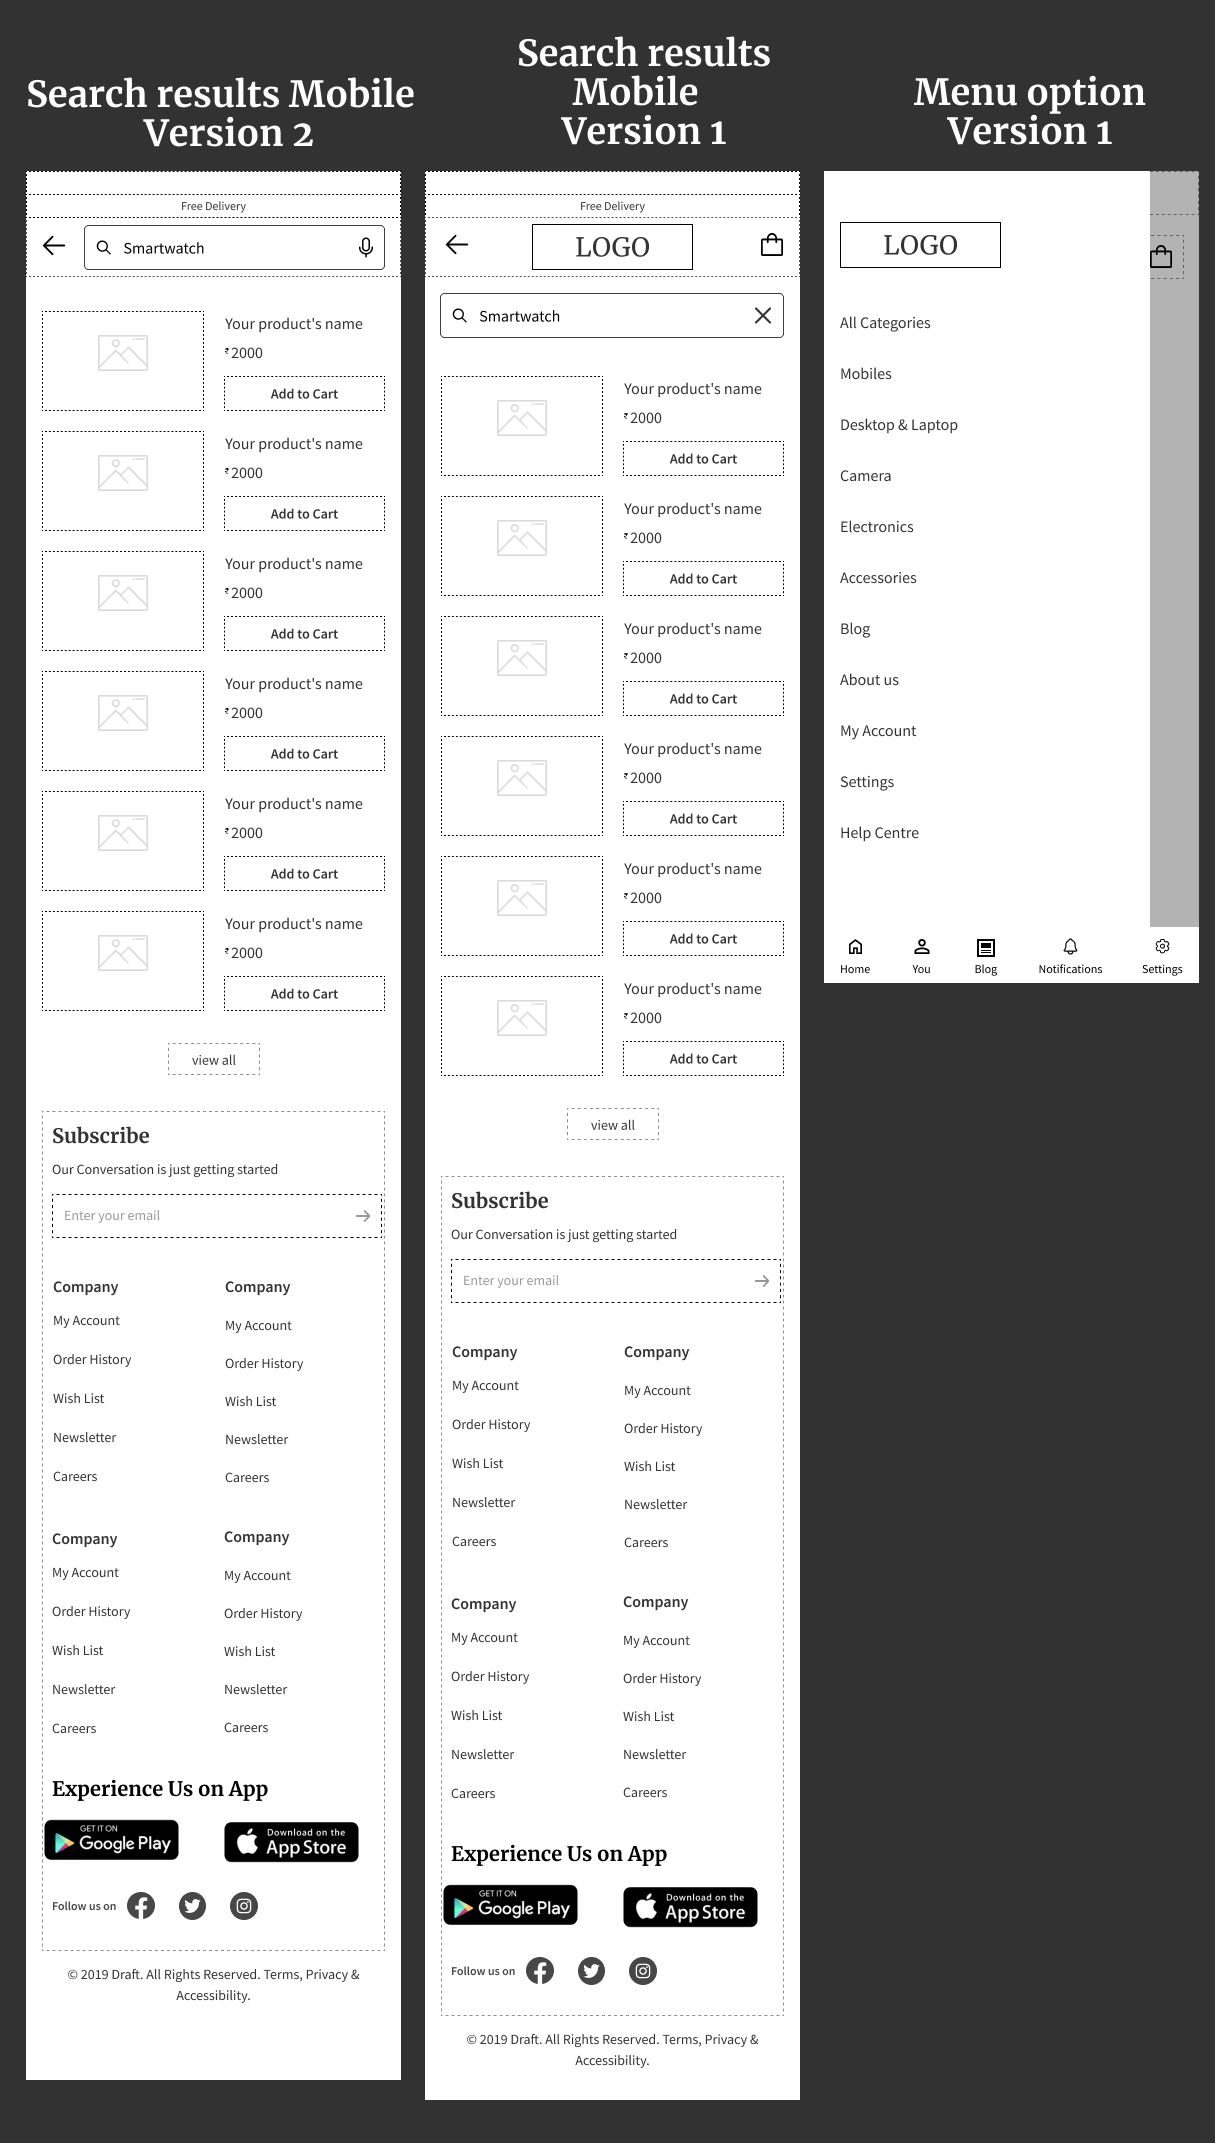 Search results Mobile
Version 2
Free Delivery
Smartwatch
Your product's name
₹2000
Add to Cart
Your product's name
₹2000
Add to Cart
Your product's name
₹2000
Add to Cart
Your product's name
₹2000
Add to Cart
Your product's name
₹2000
Add to Cart
Your product's name
₹2000
Add to Cart
view all
Subscribe
Our Conversation is just getting started
Enter your email
Company
My Account
Order History
Wish List
Newsletter
Careers
Company
My Account
Order History
Wish List
Newsletter
Careers
Company
My Account
Order History
Wish List
Newsletter
Careers
Company
My Account
Order History
Wish List
Newsletter
Careers
Experience Us on App
GET IT ON
Google Play
Download on the
App Store
Follow us on
© 2019 Draft. All Rights Reserved. Terms, Privacy &
Accessibility.
Search results
Mobile
Version 1
Free Delivery
LOGO
Smartwatch
Your product's name
₹2000
Add to Cart
Your product's name
₹2000
Add to Cart
Your product's name
₹2000
Add to Cart
Your product's name
₹2000
Add to Cart
Your product's name
₹2000
Add to Cart
Your product's name
₹2000
Add to Cart
view all
Subscribe
Our Conversation is just getting started
Enter your email
Company
My Account
Order History
Wish List
Newsletter
Careers
Company
My Account
Order History
Wish List
Newsletter
Careers
Company
My Account
Order History
Wish List
Newsletter
Careers
Company
My Account
Order History
Wish List
Newsletter
Careers
Experience Us on App
GET IT ON
Google Play
Download on the
App Store
Follow us on
© 2019 Draft. All Rights Reserved. Terms, Privacy &
Accessibility.
Menu option
Version 1
LOGO
All Categories
Mobiles
Desktop & Laptop
Camera
Electronics
Accessories
Blog
About us
My Account
Settings
Help Centre
Home
You
Blog
Notifications
Settings